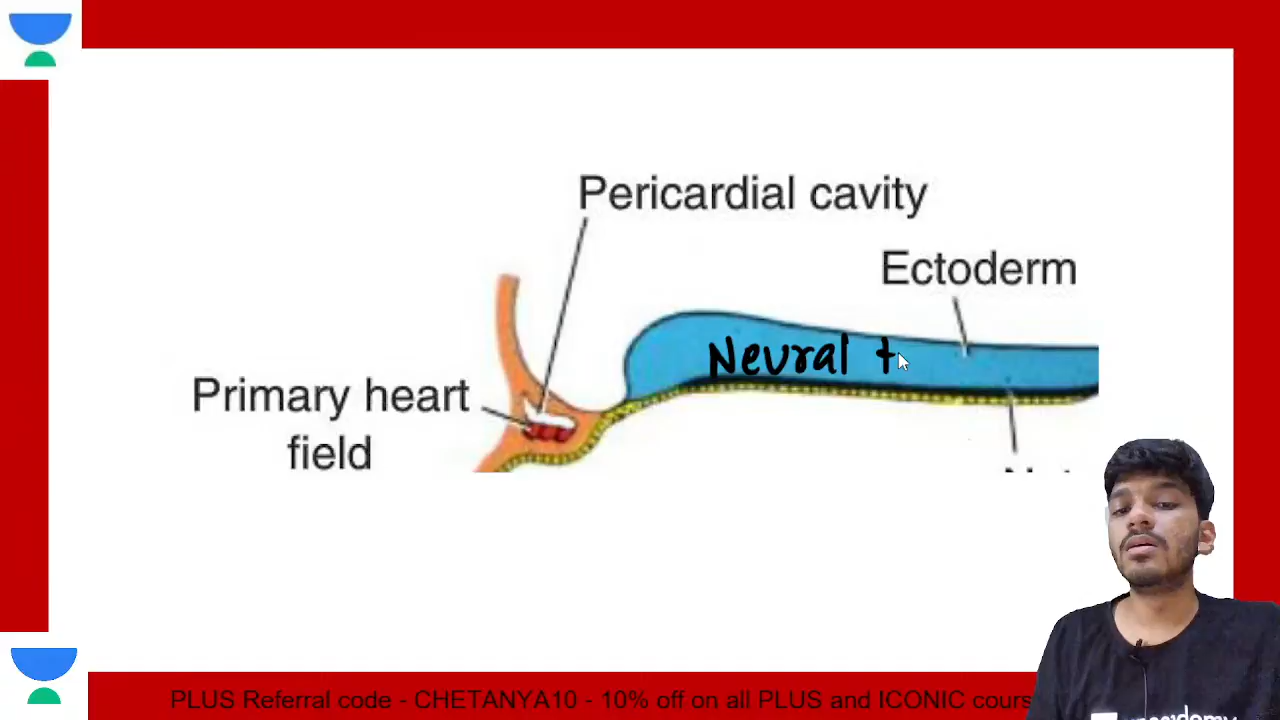 Pericardial cavity
Ectoderm
Neural t
Primary heart
field
PLUS Referral code - CHETANYA10 - 10% off on all PLUS and ICONIC cours